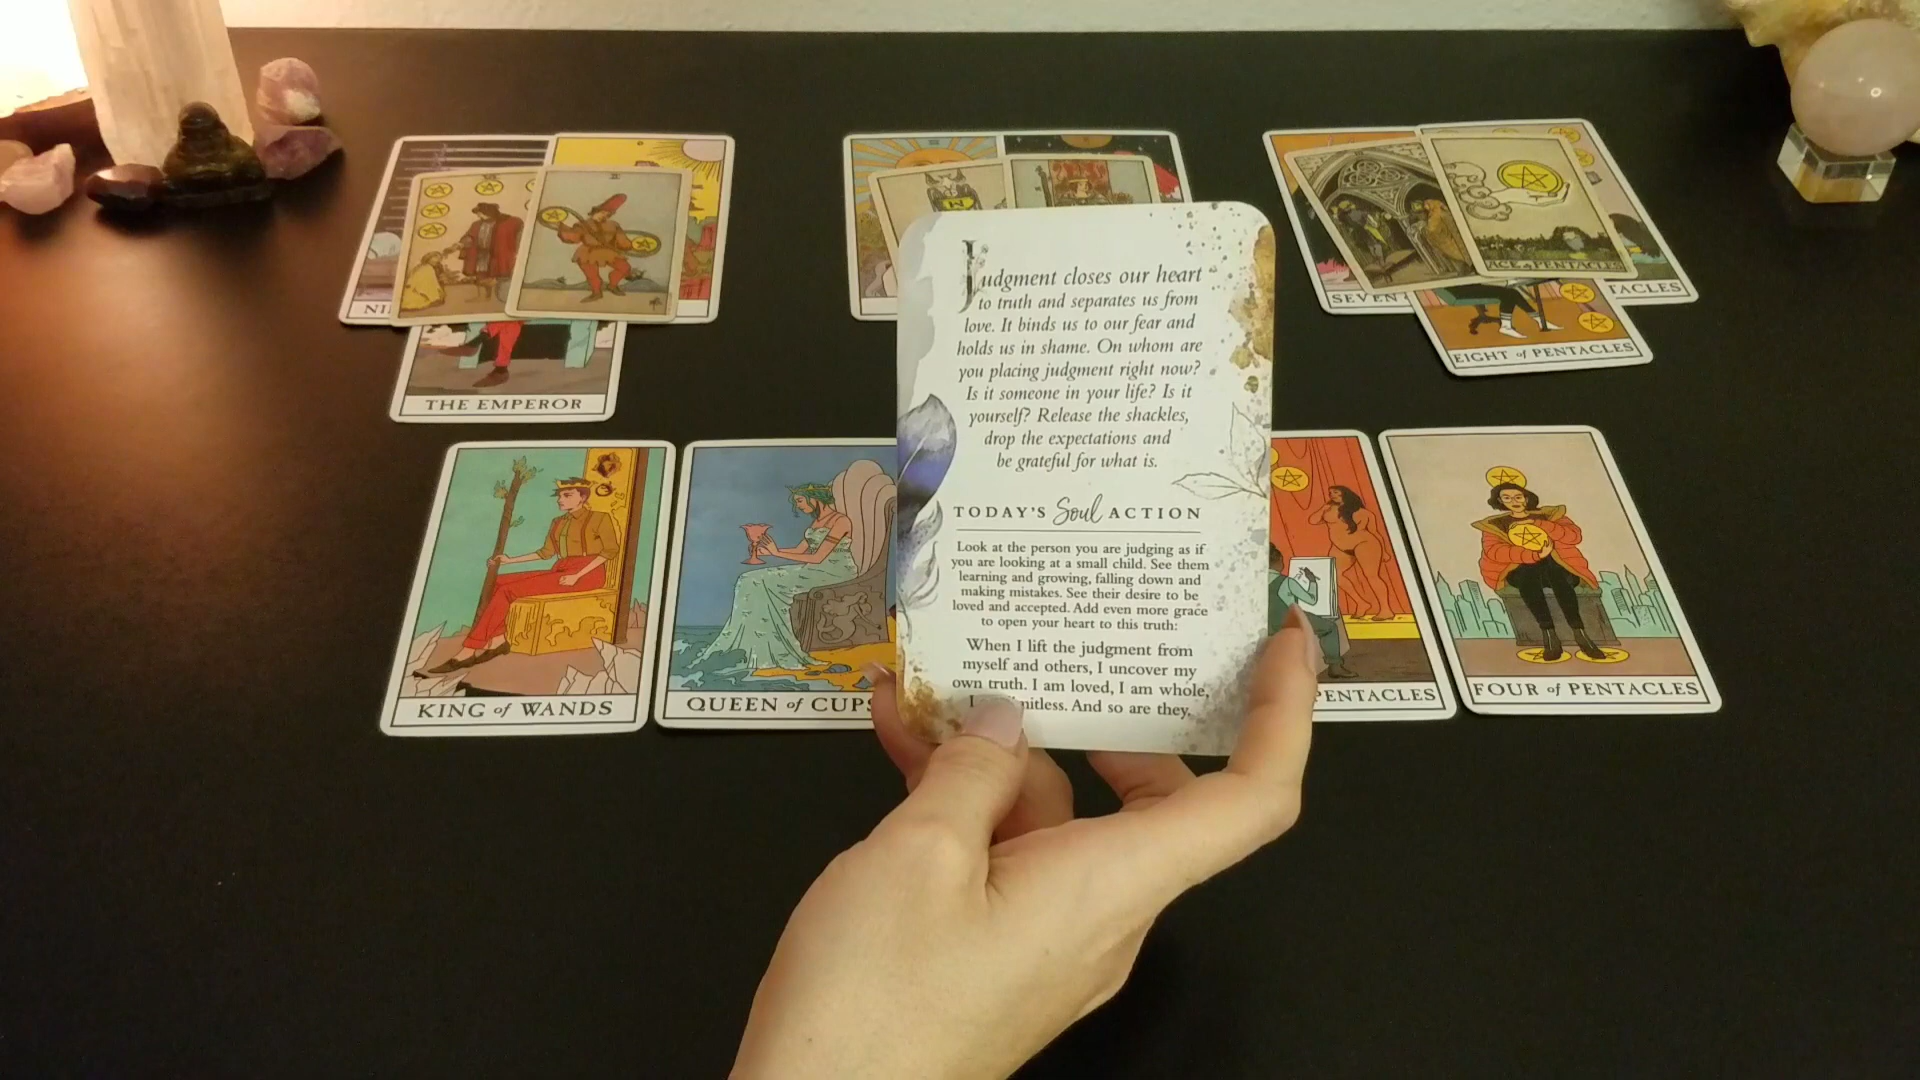 VI
II
NI
THE EMPEROR
SEVEN
ACE of PENTACLES
TACLES
EIGHT of PENTACLES
Judgment closes our heart
to truth and separates us from
love. It binds us to our fear and
holds us in shame. On whom are
you placing judgment right now?
Is it someone in your life? Is it
yourself? Release the shackles,
drop the expectations and
be grateful for what is.
TODAY'S Soul ACTION
Look at the person you are judging as if
you are looking at a small child. See them
learning and growing, falling down and
making mistakes. See their desire to be
loved and accepted. Add even more grace
to open your heart to this truth:
When I lift the judgment from
myself and others, I uncover my
own truth. I am loved, I am whole,
I nitless. And so are they.
KING of WANDS
QUEEN of CUPS
PENTACLES
FOUR of PENTACLES